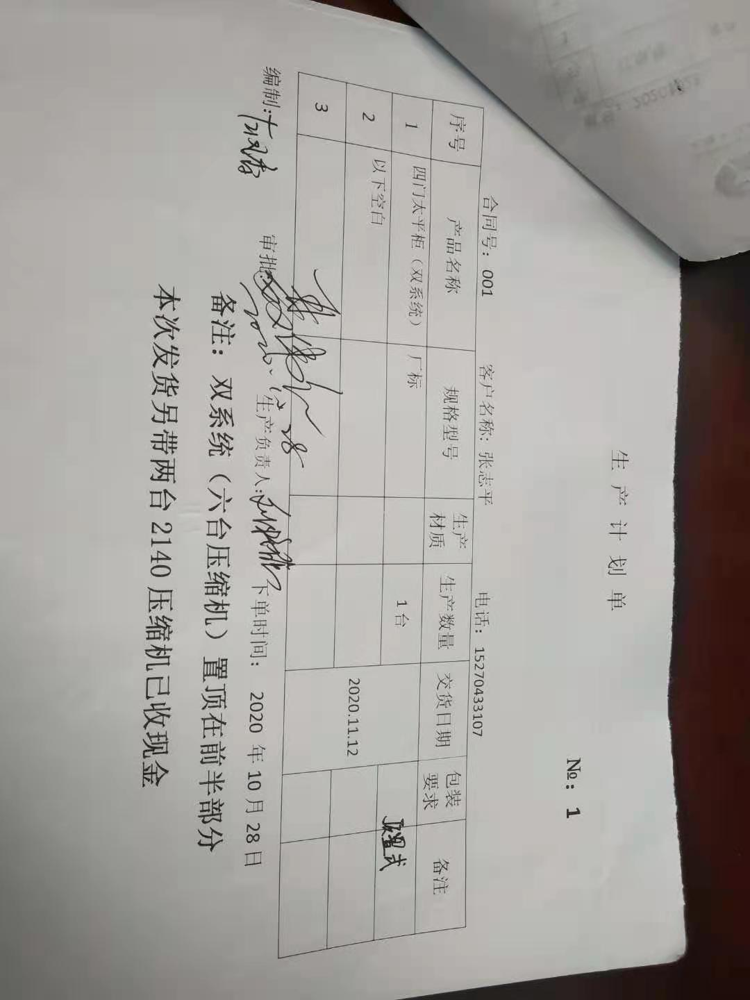 生产计划单
№：1
合同号：001 客户名称: 张志平 电话：15270433107
序号 产品名称 规格型号 生产材质 生产数量 交货日期 包装要求 备注
1 四门太平柜（双系统） 厂标 1台 2020.11.12
2 以下空白
3
编制: 审批: 生产负责人: 下单时间： 2020 年 10 月 28 日
2020.10.28
备注：双系统（六台压缩机）置顶在前半部分
本次发货另带两台 2140 压缩机已收现金